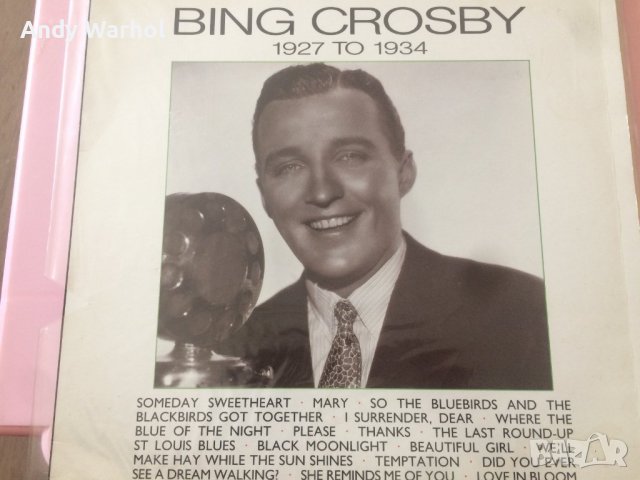 Andy Warhol
BING CROSBY
1927 TO 1934
SOMEDAY SWEETHEART · MARY · SO THE BLUEBIRDS AND THE
BLACKBIRDS GOT TOGETHER · I SURRENDER, DEAR · WHERE THE
BLUE OF THE NIGHT · PLEASE · THANKS · THE LAST ROUND-UP
ST LOUIS BLUES · BLACK MOONLIGHT · BEAUTIFUL GIRL · WE'LL
MAKE HAY WHILE THE SUN SHINES · TEMPTATION · DID YOU EVER
SEE A DREAM WALKING? · SHE REMINDS ME OF YOU · LOVE IN BLOOM